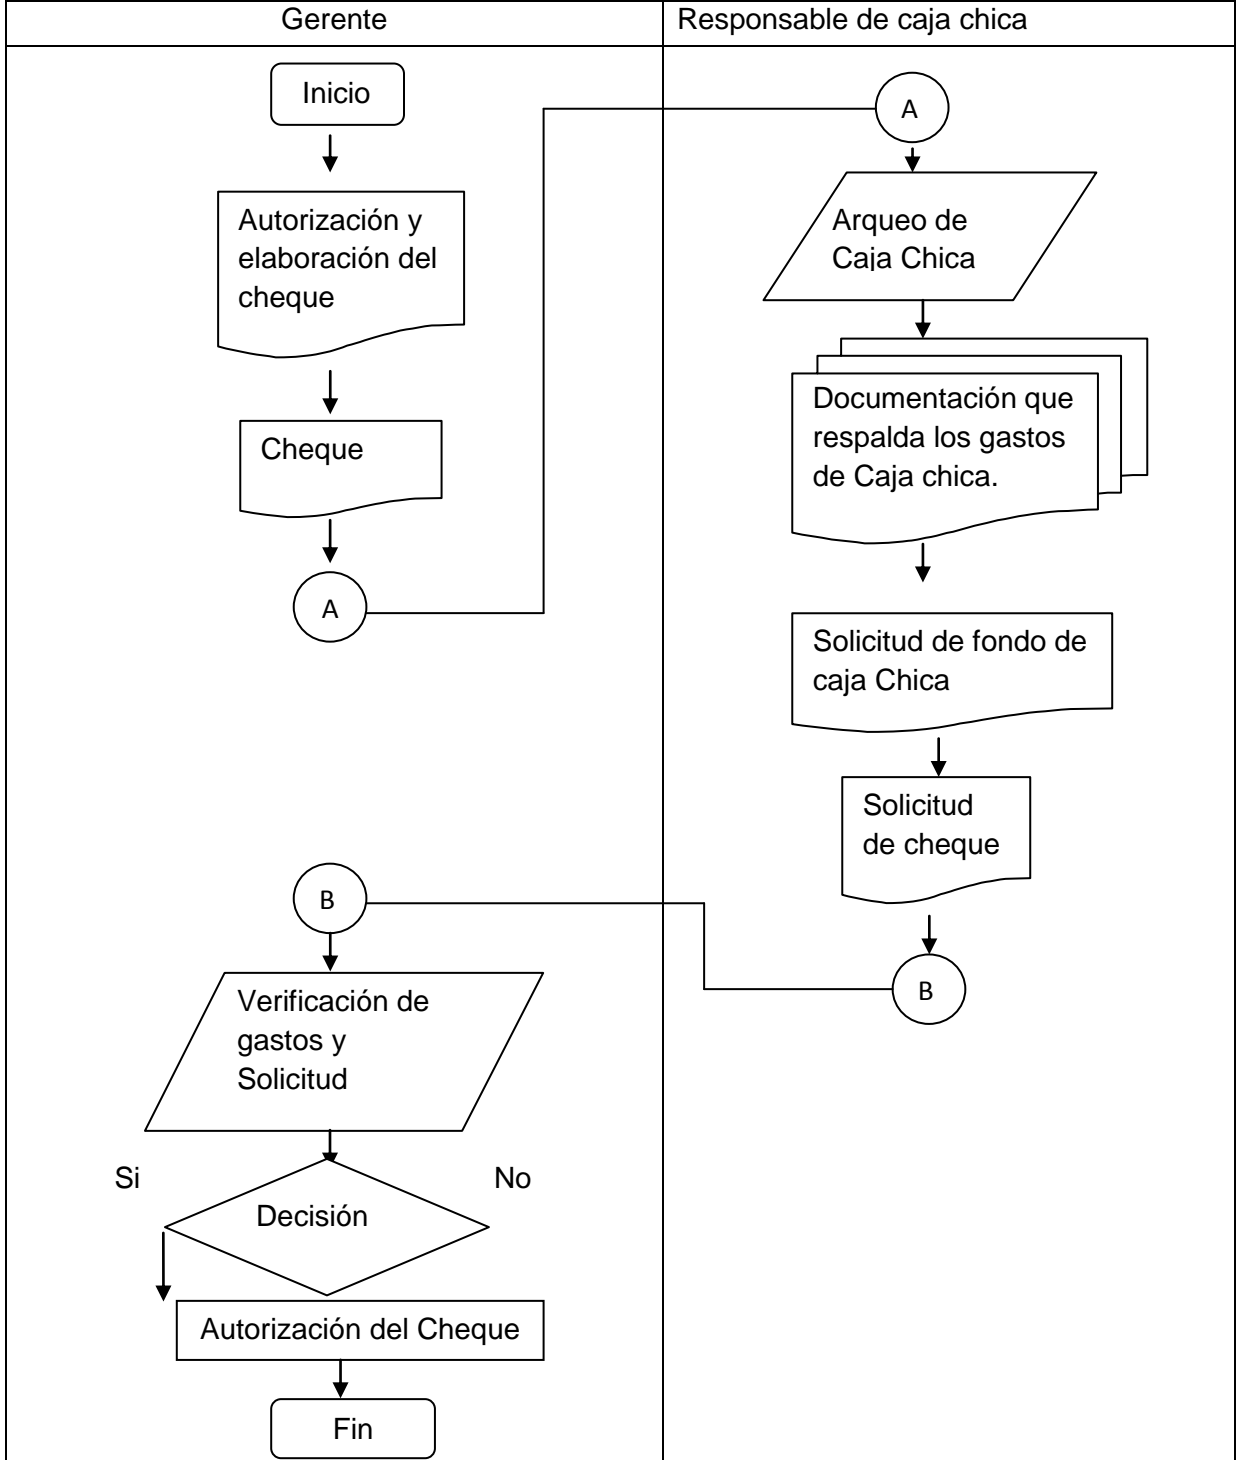 Gerente
Responsable de caja chica
Inicio
Autorización y
elaboración del
cheque
Cheque
A
A
Arqueo de
Caja Chica
Documentación que
respalda los gastos
de Caja chica.
Solicitud de fondo de
caja Chica
Solicitud
de cheque
B
B
Verificación de
gastos y
Solicitud
Si
No
Decisión
Autorización del Cheque
Fin